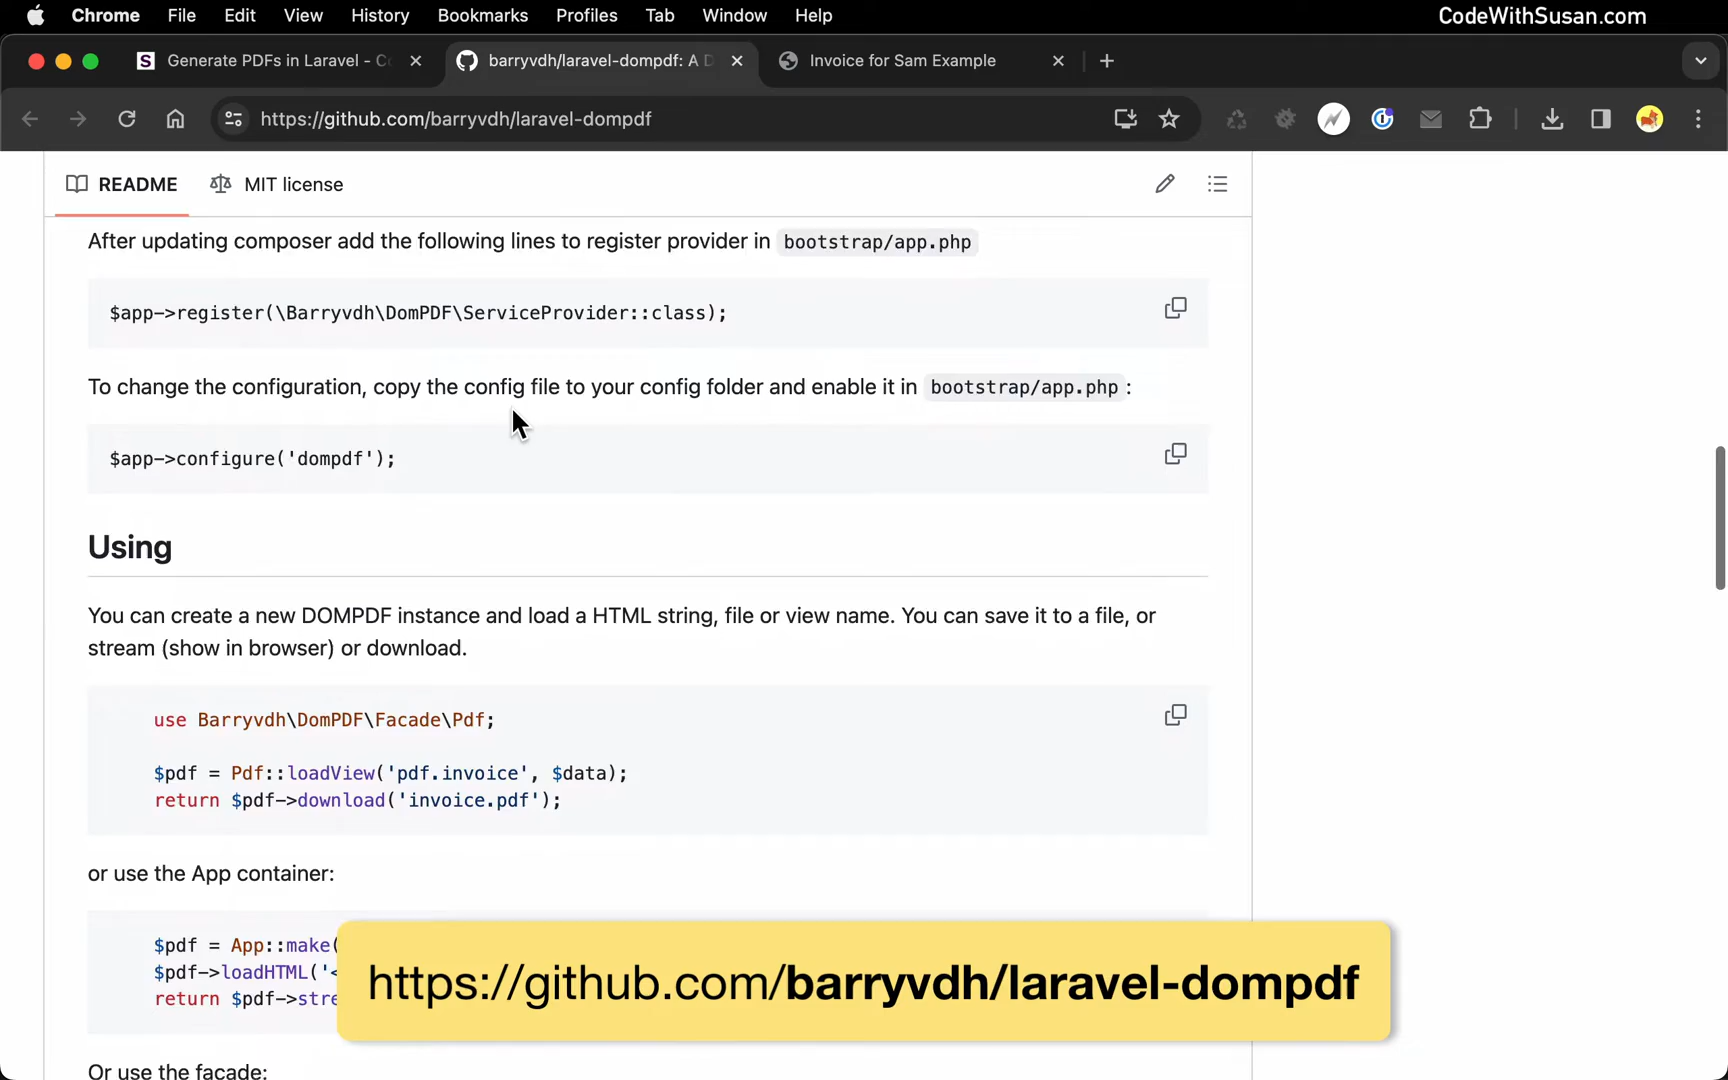 Chrome File Edit View History Bookmarks Profiles Tab Window Help CodeWithSusan.com
S Generate PDFs in Laravel - barryvdh/laravel-dompdf: A Invoice for Sam Example
https://github.com/barryvdh/laravel-dompdf
README MIT license
After updating composer add the following lines to register provider in bootstrap/app.php
$app->register(\Barryvdh\DomPDF\ServiceProvider::class);
To change the configuration, copy the config file to your config folder and enable it in bootstrap/app.php:
$app->configure('dompdf');
Using
You can create a new DOMPDF instance and load a HTML string, file or view name. You can save it to a file, or
stream (show in browser) or download.
use Barryvdh\DomPDF\Facade\Pdf;
$pdf = Pdf::loadView('pdf.invoice', $data);
return $pdf->download('invoice.pdf');
or use the App container:
$pdf = App::make(
$pdf->loadHTML('<
return $pdf->stre
https://github.com/barryvdh/laravel-dompdf
Or use the facade: